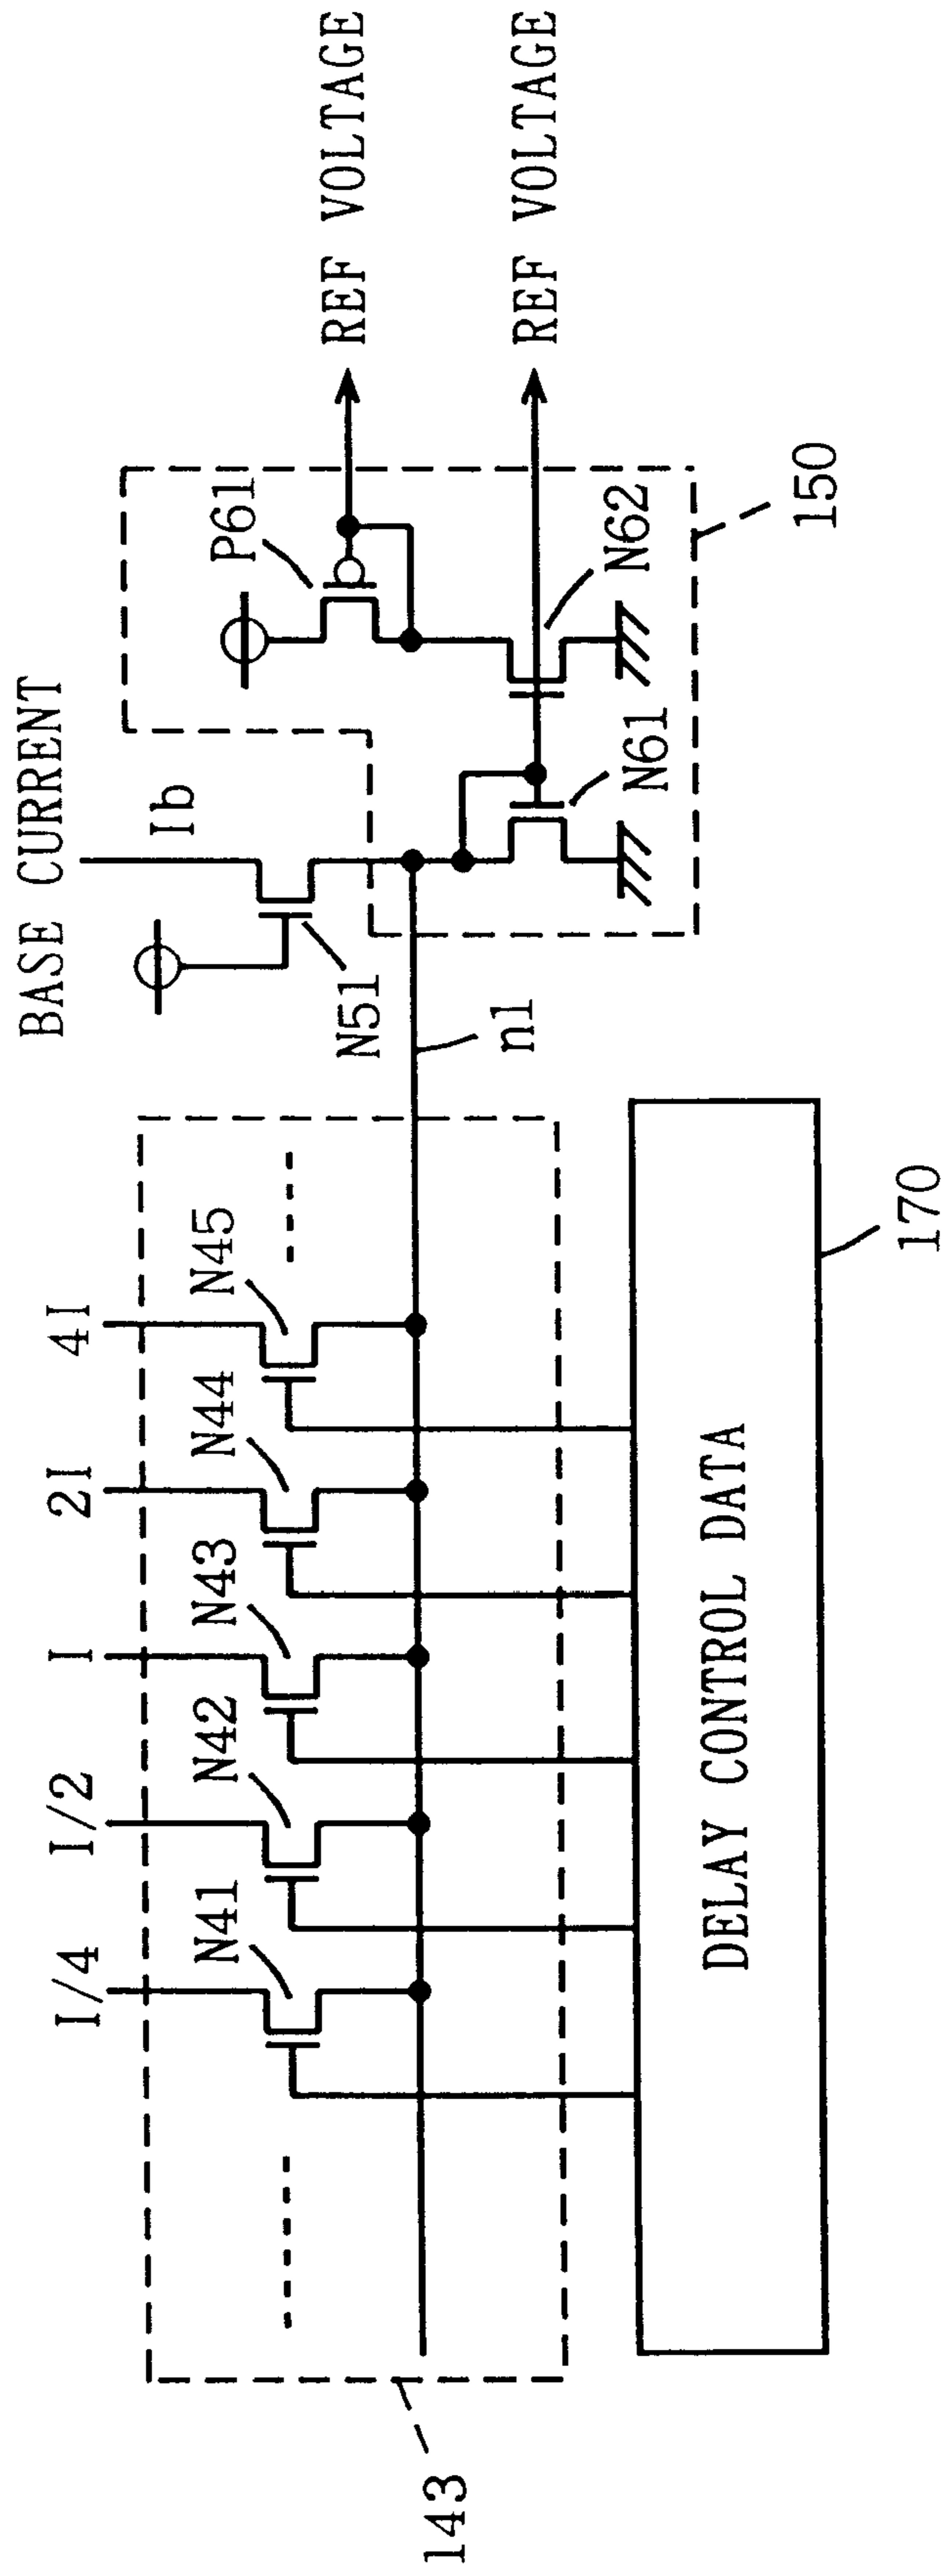 BASE CURRENT
Ib
I/4
I/2
I
2I
4I
N41
N42
N43
N44
N45
N51
n1
P61
N61
N62
REF VOLTAGE
REF VOLTAGE
143
150
170
DELAY CONTROL DATA